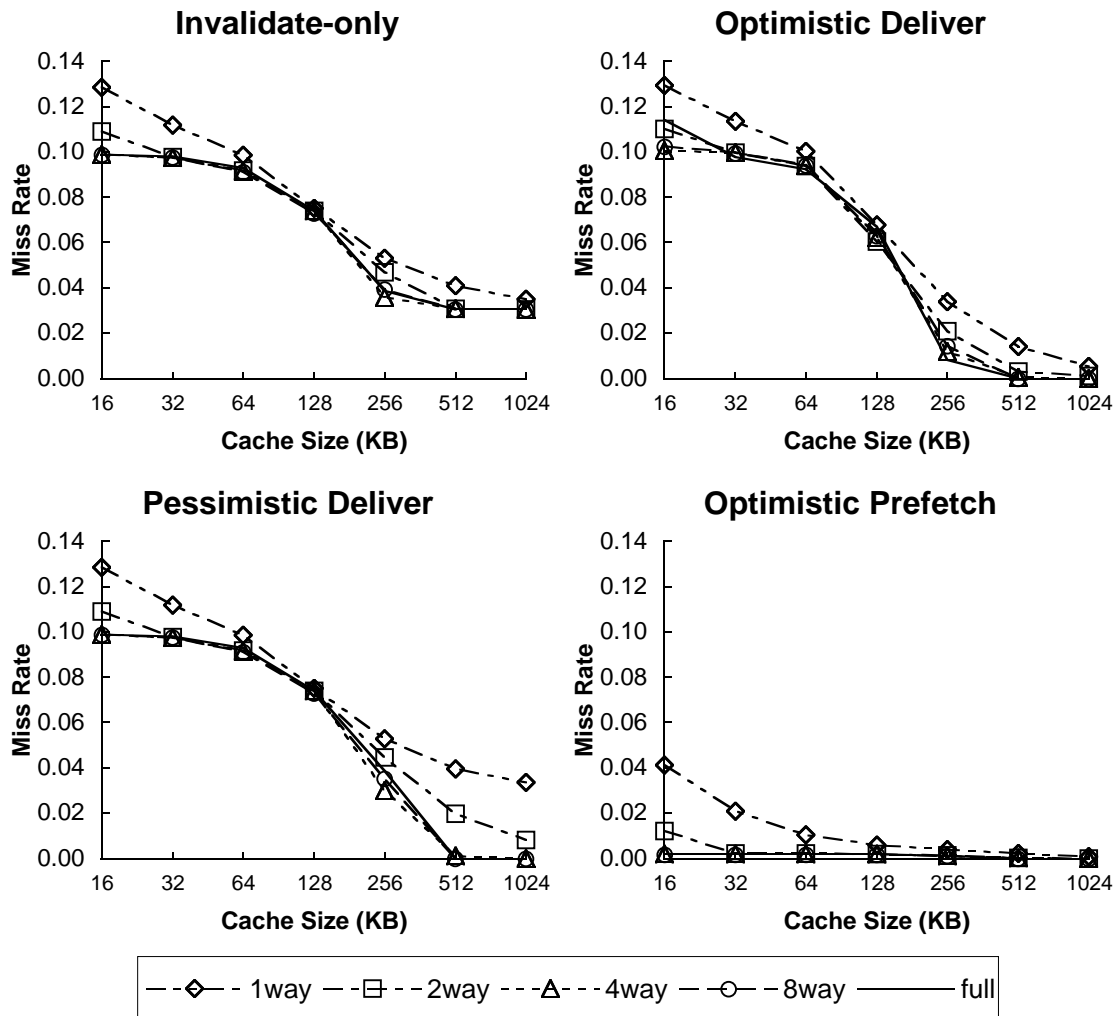 Invalidate-only
0.14
0.12
0.10
0.08
0.06
0.04
0.02
0.00
Miss Rate
16 32 64 128 256 512 1024
Cache Size (KB)
Optimistic Deliver
0.14
0.12
0.10
0.08
0.06
0.04
0.02
0.00
Miss Rate
16 32 64 128 256 512 1024
Cache Size (KB)
Pessimistic Deliver
0.14
0.12
0.10
0.08
0.06
0.04
0.02
0.00
Miss Rate
16 32 64 128 256 512 1024
Cache Size (KB)
Optimistic Prefetch
0.14
0.12
0.10
0.08
0.06
0.04
0.02
0.00
Miss Rate
16 32 64 128 256 512 1024
Cache Size (KB)
1way 2way 4way 8way full